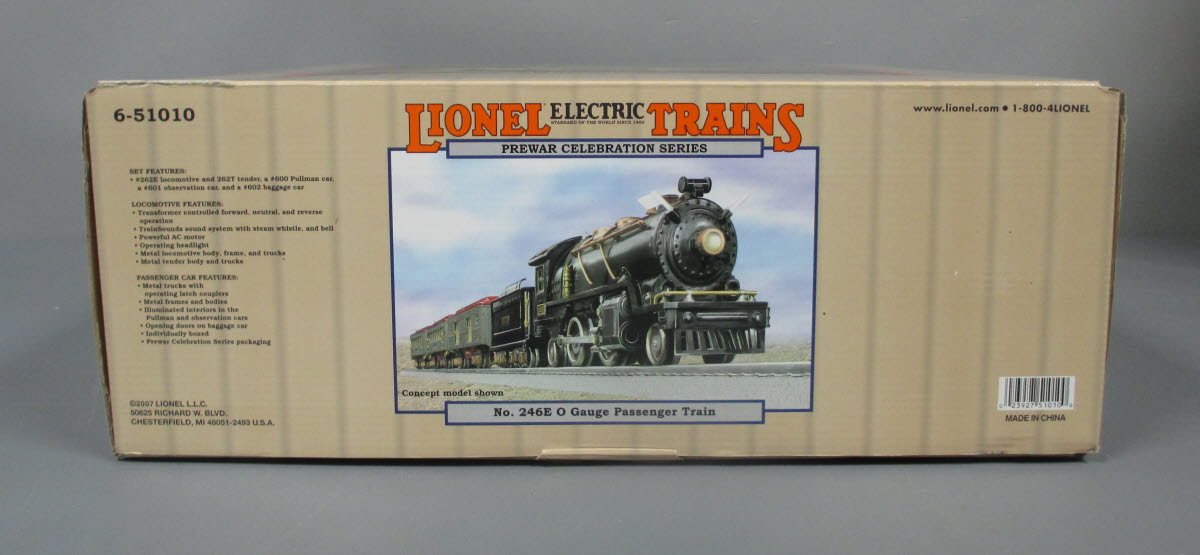 6-51010
LIONEL ELECTRIC TRAINS
STANDARD OF THE WORLD SINCE 1900
PREWAR CELEBRATION SERIES
www.lionel.com • 1-800-4LIONEL
SET FEATURES:
• #262E locomotive and 262T tender, a #600 Pullman car,
a #601 observation car, and a #602 baggage car
LOCOMOTIVE FEATURES:
• Transformer controlled forward, neutral, and reverse
operation
• TrainSounds sound system with steam whistle, and bell
• Powerful AC motor
• Operating headlight
• Metal locomotive body, frame, and trucks
• Metal tender body and trucks
PASSENGER CAR FEATURES:
• Metal trucks with
operating latch couplers
• Metal frames and bodies
• Illuminated interiors in the
Pullman and observation cars
• Opening doors on baggage car
• Individually boxed
• Prewar Celebration Series packaging
©2007 LIONEL L.L.C.
50625 RICHARD W. BLVD.
CHESTERFIELD, MI 48051-2493 U.S.A.
Concept model shown
No. 246E O Gauge Passenger Train
0 23927 51010 0
MADE IN CHINA